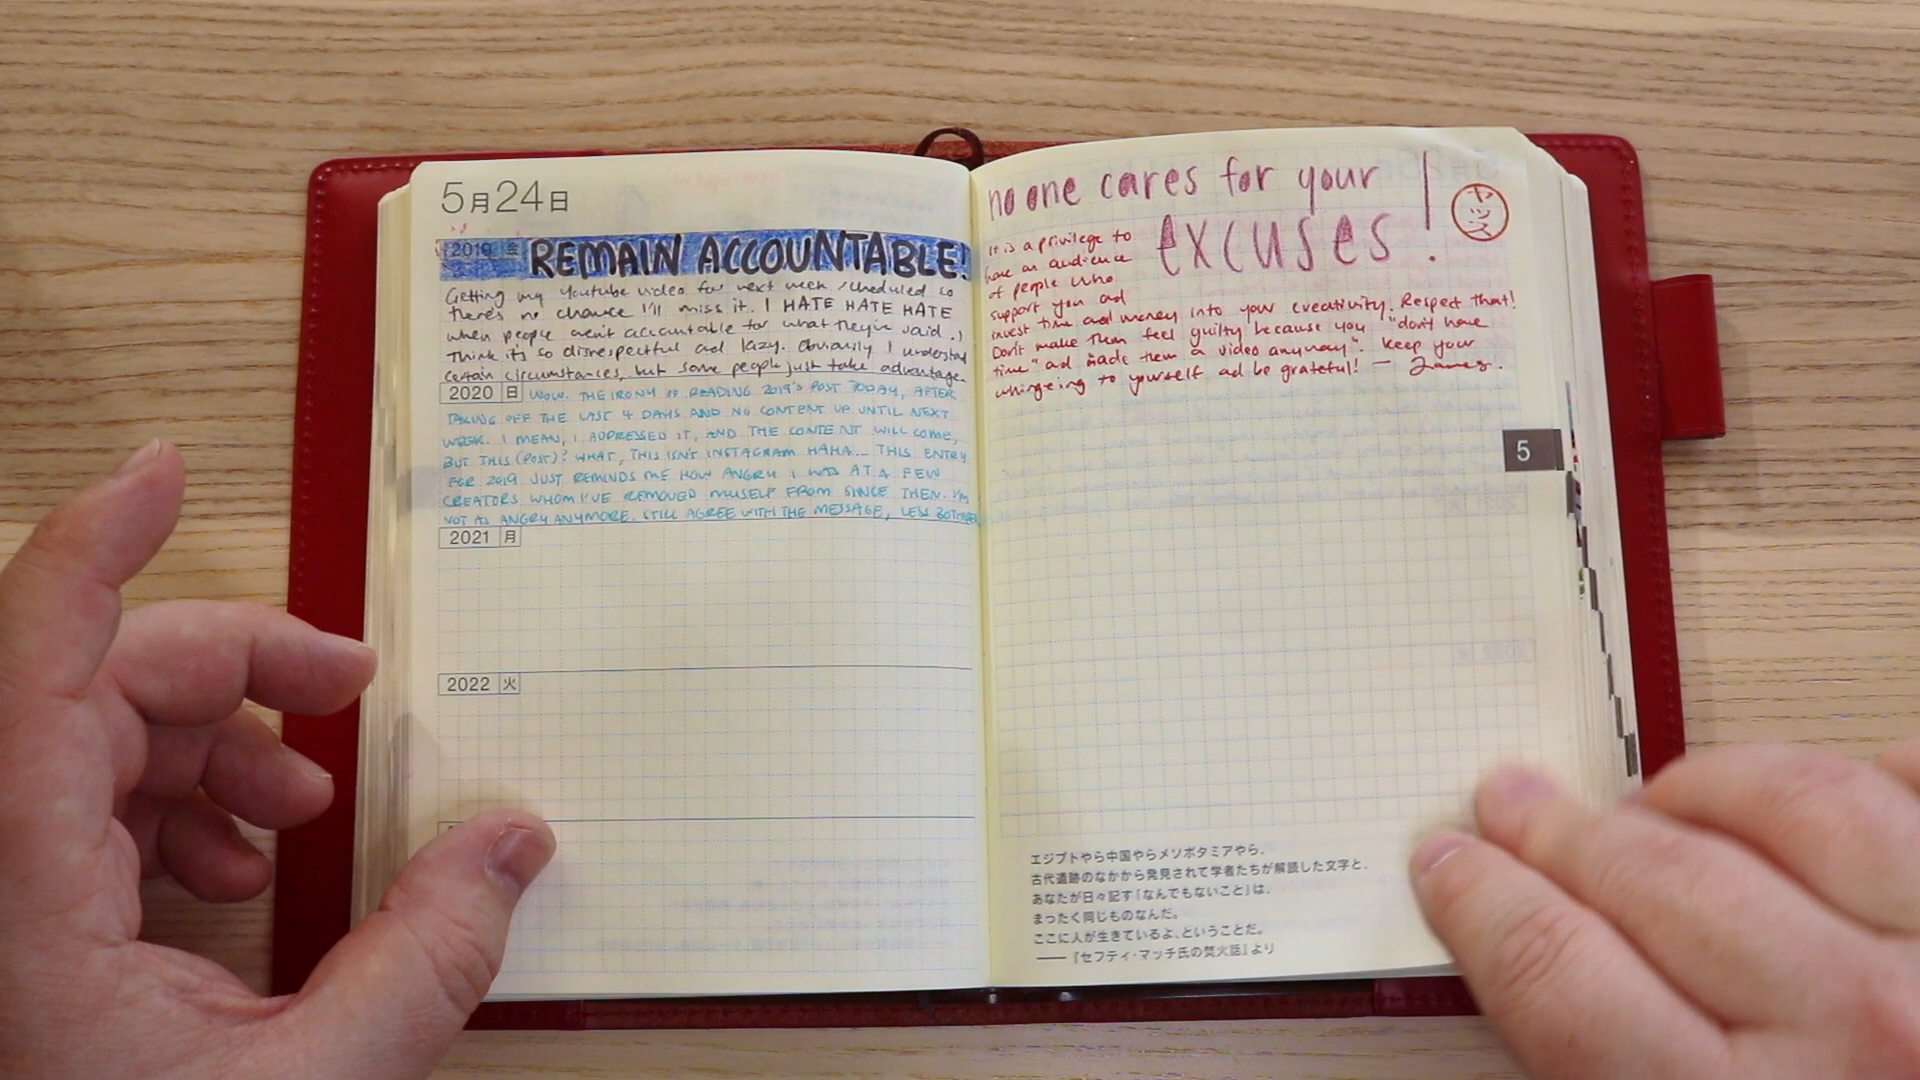 5月24日
2019 金 REMAIN ACCOUNTABLE!
Getting my Youtube video for next week scheduled so
there's no chance I'll miss it. I HATE HATE HATE
when people aren't accountable for what they've said. I
think it's so disrespectful ad lazy. Obviously I understand
certain circumstances, but some people just take advantage.
2020 日 WOW. THE IRONY OF READING 2019'S POST TODAY, AFTER
TAKING OFF THE LAST 4 DAYS AND NO CONTENT UP UNTIL NEXT
WEEK. I MEAN, I ADDRESSED IT, AND THE CONTENT WILL COME,
BUT THIS (POST)? WHAT, THIS ISN'T INSTAGRAM HAHA... THIS ENTRY
FOR 2019 JUST REMINDS ME HOW ANGRY I WAS AT A FEW
CREATORS WHOM I'VE REMOVED MYSELF FROM SINCE THEN. I'M
NOT AS ANGRY ANYMORE. STILL AGREE WITH THE MESSAGE, LESS BOTHERED
2021 月
2022 火
no one cares for your
excuses!
ヤッス
It is a privilege to
have an audience
of people who
support you ad
invest time and money into your creativity. Respect that!
Don't make them feel guilty because you "don't have
time" ad made them a video anyway". Keep your
whingeing to yourself ad be grateful! — James.
5
エジプトやら中国やらメソポタミアやら、
古代遺跡のなかから発見されて学者たちが解読した文字と、
あなたが日々記す「なんでもないこと」は、
まったく同じものなんだ。
ここに人が生きているよ、ということだ。
——『セフティ・マッチ氏の焚火話』より